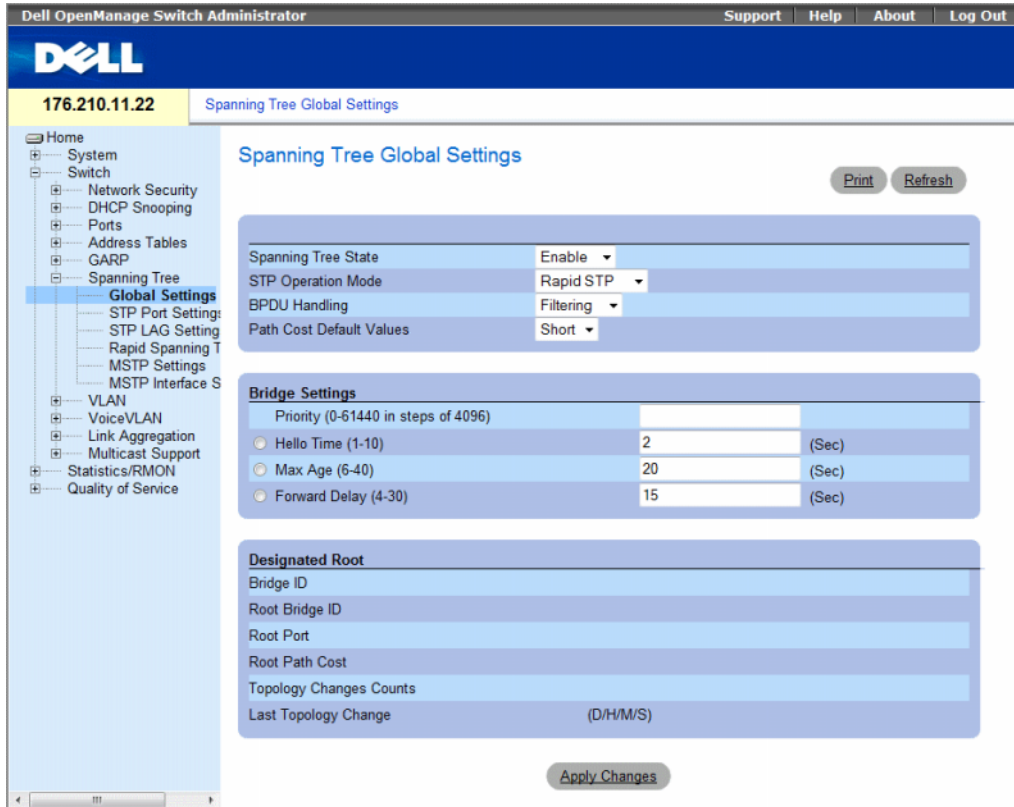 Dell OpenManage Switch Administrator
Support | Help | About | Log Out
DELL
176.210.11.22
Spanning Tree Global Settings
Home
System
Switch
Network Security
DHCP Snooping
Ports
Address Tables
GARP
Spanning Tree
Global Settings
STP Port Settings
STP LAG Setting
Rapid Spanning T
MSTP Settings
MSTP Interface S
VLAN
VoiceVLAN
Link Aggregation
Multicast Support
Statistics/RMON
Quality of Service
Spanning Tree Global Settings
Print Refresh
Spanning Tree State Enable
STP Operation Mode Rapid STP
BPDU Handling Filtering
Path Cost Default Values Short
Bridge Settings
Priority (0-61440 in steps of 4096)
Hello Time (1-10) 2 (Sec)
Max Age (6-40) 20 (Sec)
Forward Delay (4-30) 15 (Sec)
Designated Root
Bridge ID
Root Bridge ID
Root Port
Root Path Cost
Topology Changes Counts
Last Topology Change (D/H/M/S)
Apply Changes